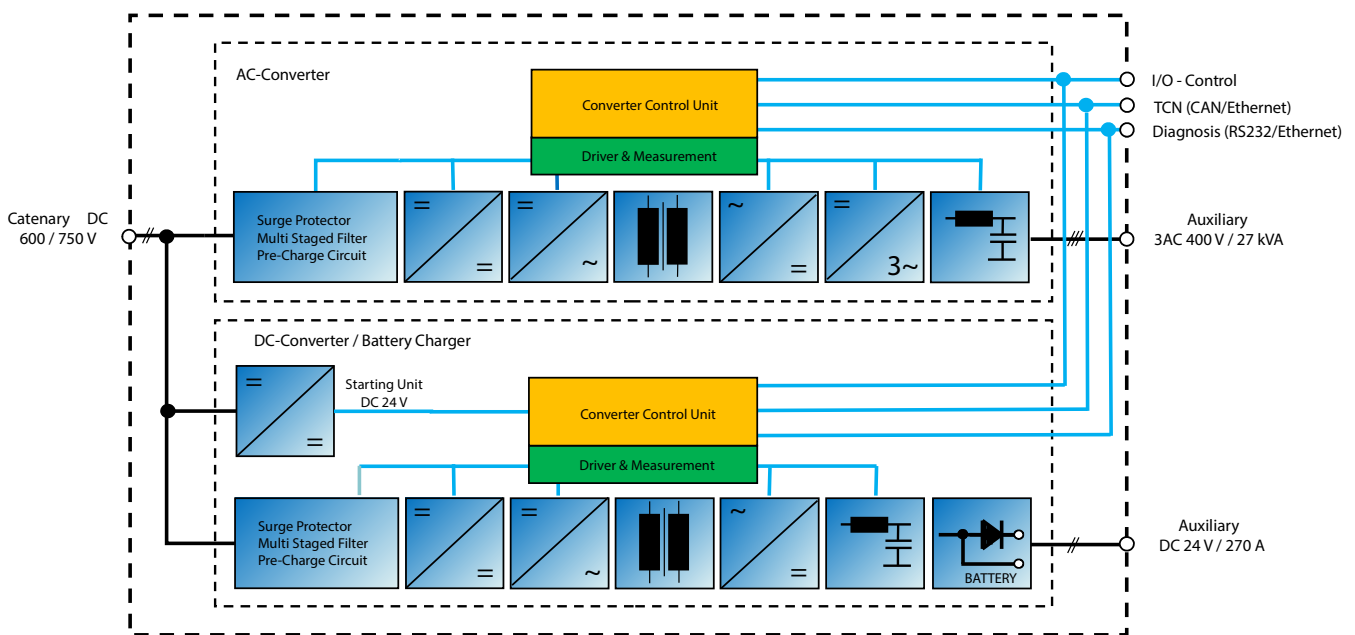 AC-Converter
Converter Control Unit
Driver & Measurement
I/O - Control
TCN (CAN/Ethernet)
Diagnosis (RS232/Ethernet)
Catenary DC
600 / 750 V
Surge Protector
Multi Staged Filter
Pre-Charge Circuit
=
=
=
~
~
=
=
3~
Auxiliary
3AC 400 V / 27 kVA
DC-Converter / Battery Charger
=
=
Starting Unit
DC 24 V
Converter Control Unit
Driver & Measurement
Surge Protector
Multi Staged Filter
Pre-Charge Circuit
=
=
=
~
~
=
BATTERY
Auxiliary
DC 24 V / 270 A